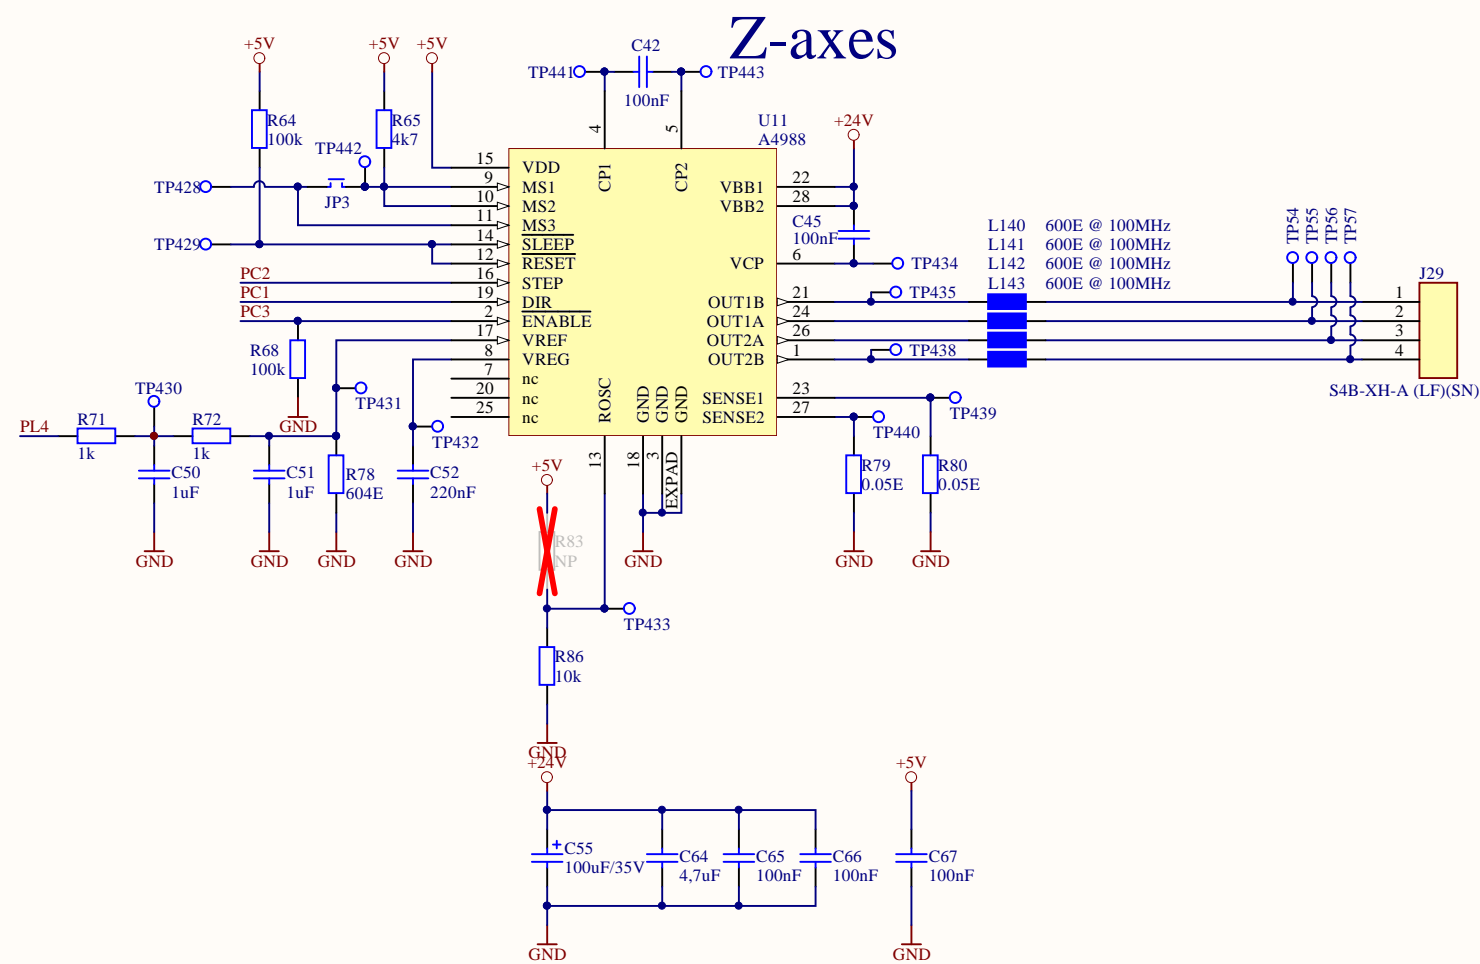 Z-axes
+5V
+5V
+5V
C42
TP441
TP443
100nF
R64
100k
R65
4k7
TP442
4
5
U11
A4988
+24V
15
VDD
CP1
CP2
TP428
JP3
9
MS1
10
MS2
11
MS3
TP429
14
SLEEP
12
RESET
PC2
16
STEP
PC1
19
DIR
PC3
2
ENABLE
17
VREF
8
VREG
7
nc
20
nc
25
nc
VBB1
22
VBB2
28
C45
100nF
VCP
6
TP434
OUT1B
21
TP435
OUT1A
24
OUT2A
26
OUT2B
1
TP438
SENSE1
23
TP439
SENSE2
27
TP440
L140 600E @ 100MHz
L141 600E @ 100MHz
L142 600E @ 100MHz
L143 600E @ 100MHz
TP54
TP55
TP56
TP57
J29
1
2
3
4
S4B-XH-A (LF)(SN)
R68
100k
GND
TP430
TP431
TP432
PL4
R71
1k
R72
1k
C50
1uF
C51
1uF
R78
604E
C52
220nF
GND
GND
GND
GND
ROSC
GND
GND
GND
13
18
3
EXPAD
+5V
R83
NP
GND
R79
0.05E
R80
0.05E
GND
GND
TP433
R86
10k
GND
+24V
+5V
C55
100uF/35V
C64
4,7uF
C65
100nF
C66
100nF
C67
100nF
GND
GND